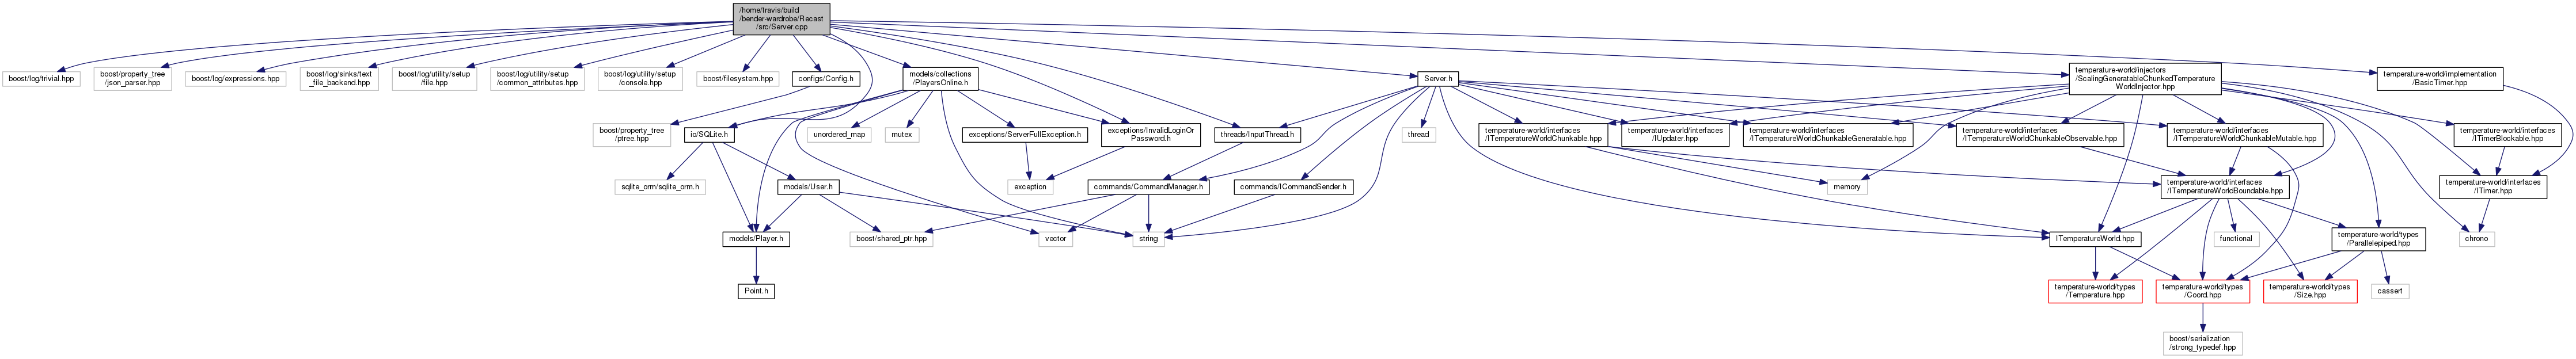 /home/travis/build
/bender-wardrobe/Recast
/src/Server.cpp
boost/log/trivial.hpp
boost/property_tree
/json_parser.hpp
boost/log/expressions.hpp
boost/log/sinks/text
_file_backend.hpp
boost/log/utility/setup
/file.hpp
boost/log/utility/setup
/common_attributes.hpp
boost/log/utility/setup
/console.hpp
boost/filesystem.hpp
configs/Config.h
models/collections
/PlayersOnline.h
Server.h
temperature-world/injectors
/ScalingGeneratableChunkedTemperature
WorldInjector.hpp
temperature-world/implementation
/BasicTimer.hpp
boost/property_tree
/ptree.hpp
io/SQLite.h
unordered_map
mutex
exceptions/ServerFullException.h
exceptions/InvalidLoginOr
Password.h
threads/InputThread.h
thread
temperature-world/interfaces
/ITemperatureWorldChunkable.hpp
temperature-world/interfaces
/IUpdater.hpp
temperature-world/interfaces
/ITemperatureWorldChunkableGeneratable.hpp
temperature-world/interfaces
/ITemperatureWorldChunkableObservable.hpp
temperature-world/interfaces
/ITemperatureWorldChunkableMutable.hpp
temperature-world/interfaces
/ITimerBlockable.hpp
sqlite_orm/sqlite_orm.h
models/User.h
exception
commands/CommandManager.h
commands/ICommandSender.h
memory
temperature-world/interfaces
/ITemperatureWorldBoundable.hpp
temperature-world/interfaces
/ITimer.hpp
models/Player.h
boost/shared_ptr.hpp
vector
string
ITemperatureWorld.hpp
functional
temperature-world/types
/Parallelepiped.hpp
chrono
Point.h
temperature-world/types
/Temperature.hpp
temperature-world/types
/Coord.hpp
temperature-world/types
/Size.hpp
cassert
boost/serialization
/strong_typedef.hpp